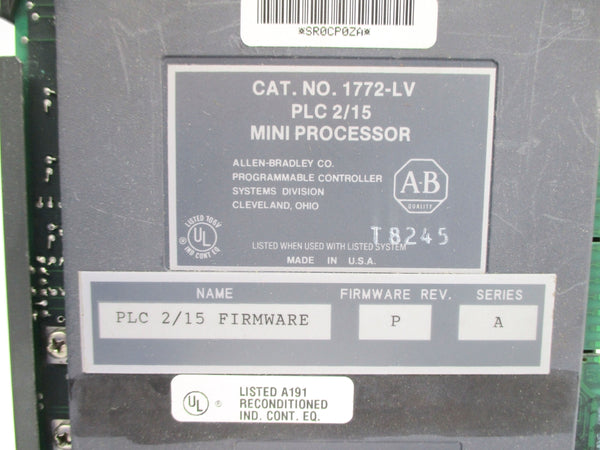 *SR0CP0ZA*
CAT. NO. 1772-LV
PLC 2/15
MINI PROCESSOR
ALLEN-BRADLEY CO.
PROGRAMMABLE CONTROLLER
SYSTEMS DIVISION
CLEVELAND, OHIO
A-B
QUALITY
T8245
LISTED 106Y
UL
IND CONT. EQ.
LISTED WHEN USED WITH LISTED SYSTEM
MADE IN U.S.A.
NAME FIRMWARE REV. SERIES
PLC 2/15 FIRMWARE P A
UL ® LISTED A191
RECONDITIONED
IND. CONT. EQ.